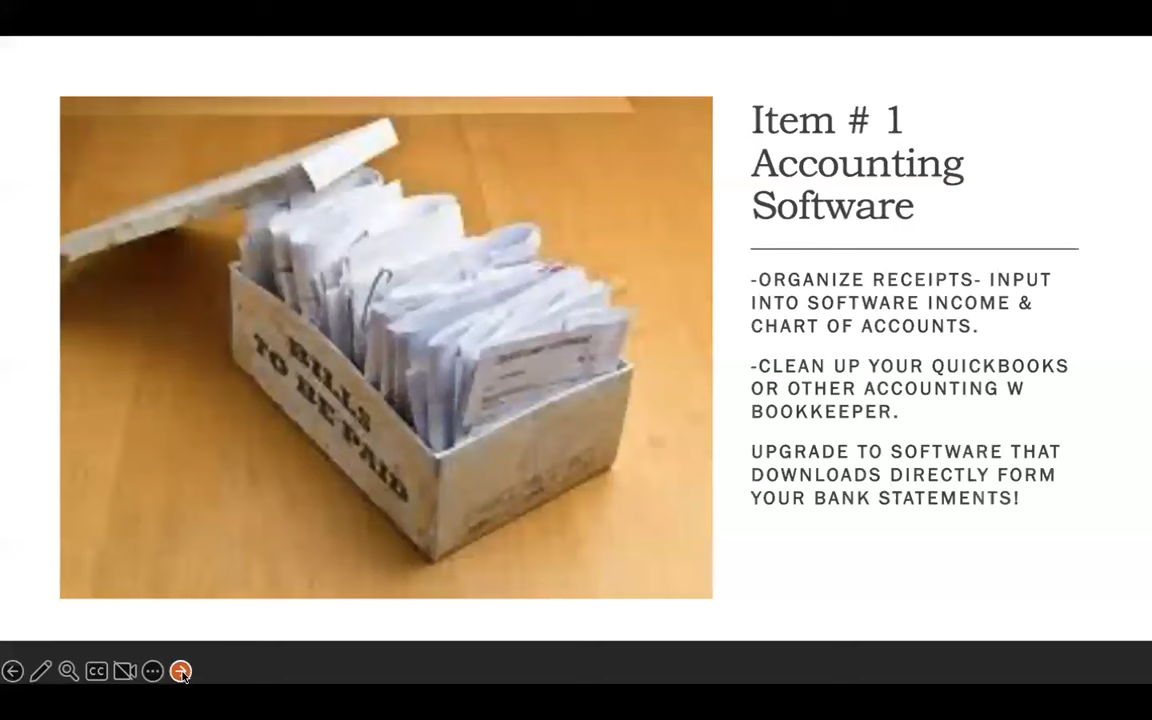 Item # 1
Accounting
Software
-ORGANIZE RECEIPTS- INPUT
INTO SOFTWARE INCOME &
CHART OF ACCOUNTS.
-CLEAN UP YOUR QUICKBOOKS
OR OTHER ACCOUNTING W
BOOKKEEPER.
UPGRADE TO SOFTWARE THAT
DOWNLOADS DIRECTLY FORM
YOUR BANK STATEMENTS!
BILLS
TO BE PAID
CC